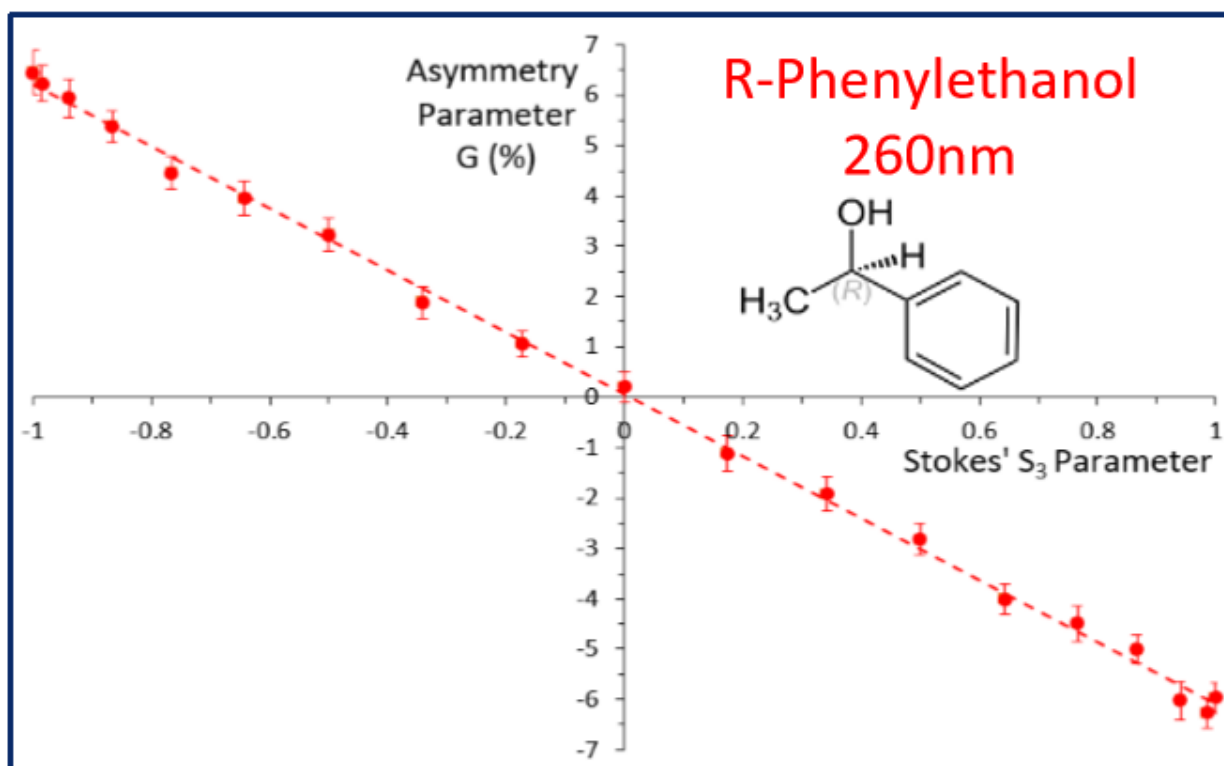 Asymmetry
Parameter
G (%)
R-Phenylethanol
260nm
OH
H
H₃C
(R)
7
6
5
4
3
2
1
0
-1
-2
-3
-4
-5
-6
-7
-1
-0.8
-0.6
-0.4
-0.2
0
0.2
0.4
0.6
0.8
1
Stokes' S₃ Parameter